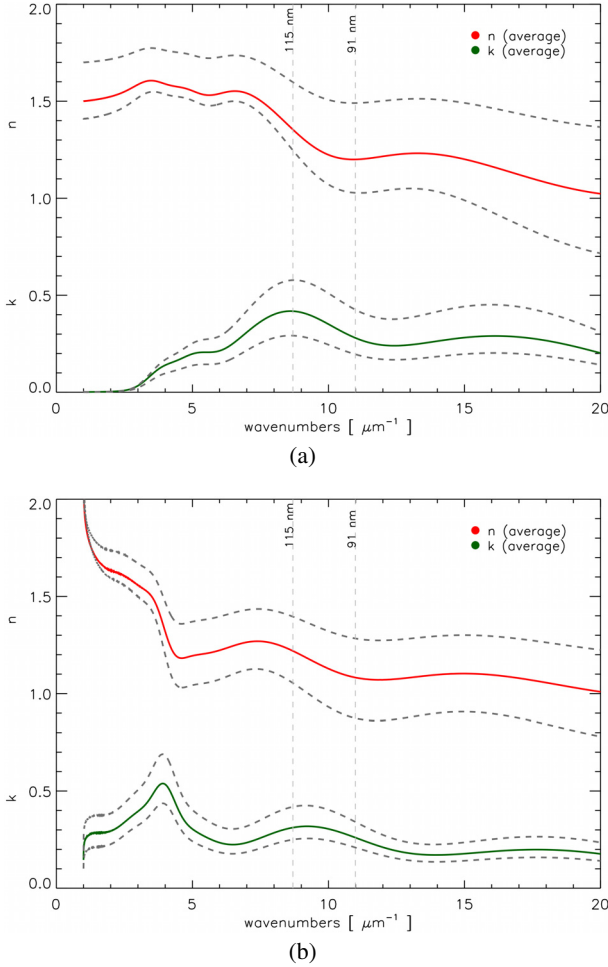 2.0
115 nm
91 nm
n (average)
k (average)
1.5
n
1.0
k
0.5
0.0
0 5 10 15 20
wavenumbers [ μm⁻¹ ]
(a)
2.0
115 nm
91 nm
n (average)
k (average)
1.5
n
1.0
k
0.5
0.0
0 5 10 15 20
wavenumbers [ μm⁻¹ ]
(b)